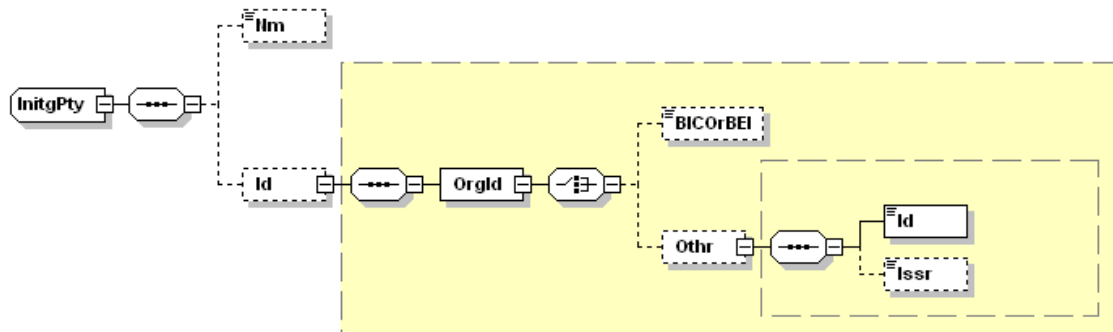 Nm
InitgPty
BICOrBEI
Id
OrgId
Id
Othr
Issr